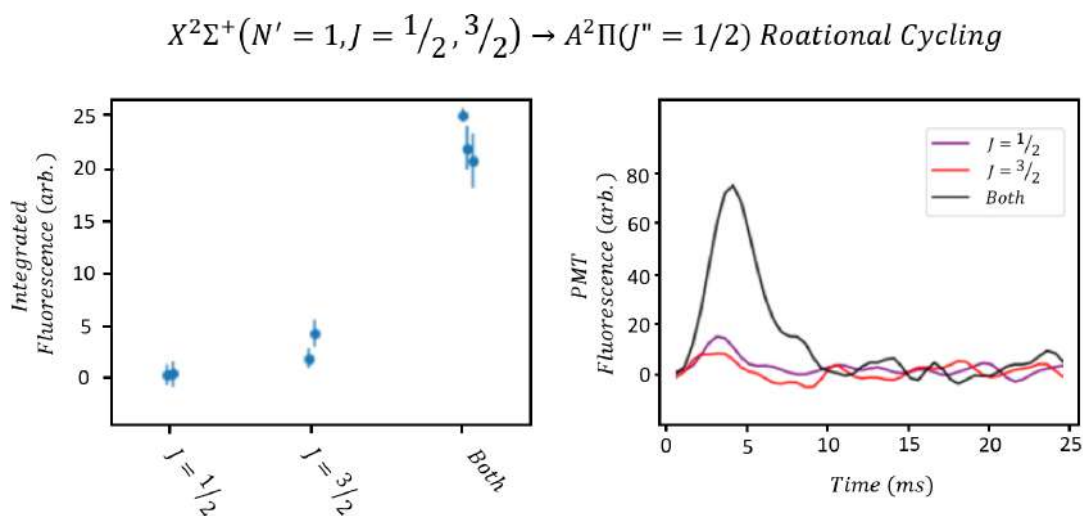 X²Σ⁺(N′ = 1, J = 1/2, 3/2) → A²Π(J" = 1/2) Roational Cycling
Integrated
Fluorescence (arb.)
25
20
15
10
5
0
J = 1/2
J = 3/2
Both
PMT
Fluorescence (arb.)
80
60
40
20
0
J = 1/2
J = 3/2
Both
0
5
10
15
20
25
Time (ms)